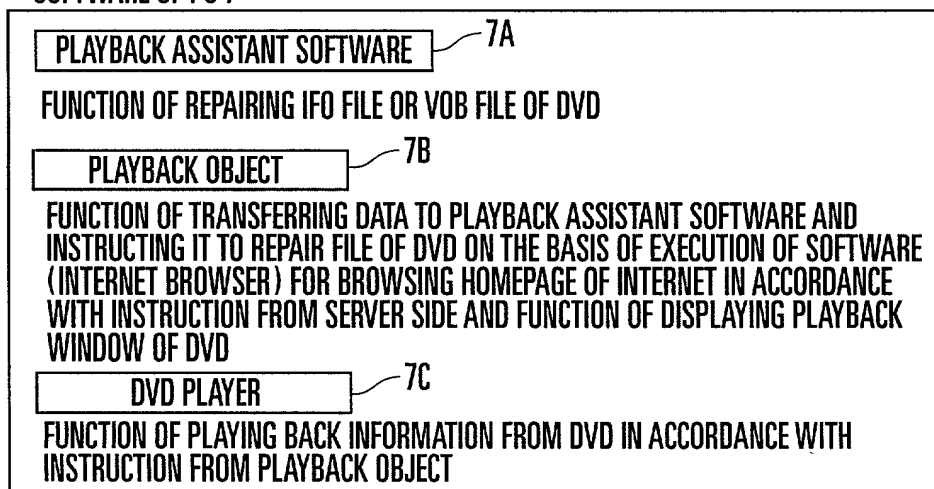 SOFTWARE OF PC 7
PLAYBACK ASSISTANT SOFTWARE 7A
FUNCTION OF REPAIRING IFO FILE OR VOB FILE OF DVD
PLAYBACK OBJECT 7B
FUNCTION OF TRANSFERRING DATA TO PLAYBACK ASSISTANT SOFTWARE AND
INSTRUCTING IT TO REPAIR FILE OF DVD ON THE BASIS OF EXECUTION OF SOFTWARE
(INTERNET BROWSER) FOR BROWSING HOMEPAGE OF INTERNET IN ACCORDANCE
WITH INSTRUCTION FROM SERVER SIDE AND FUNCTION OF DISPLAYING PLAYBACK
WINDOW OF DVD
DVD PLAYER 7C
FUNCTION OF PLAYING BACK INFORMATION FROM DVD IN ACCORDANCE WITH
INSTRUCTION FROM PLAYBACK OBJECT